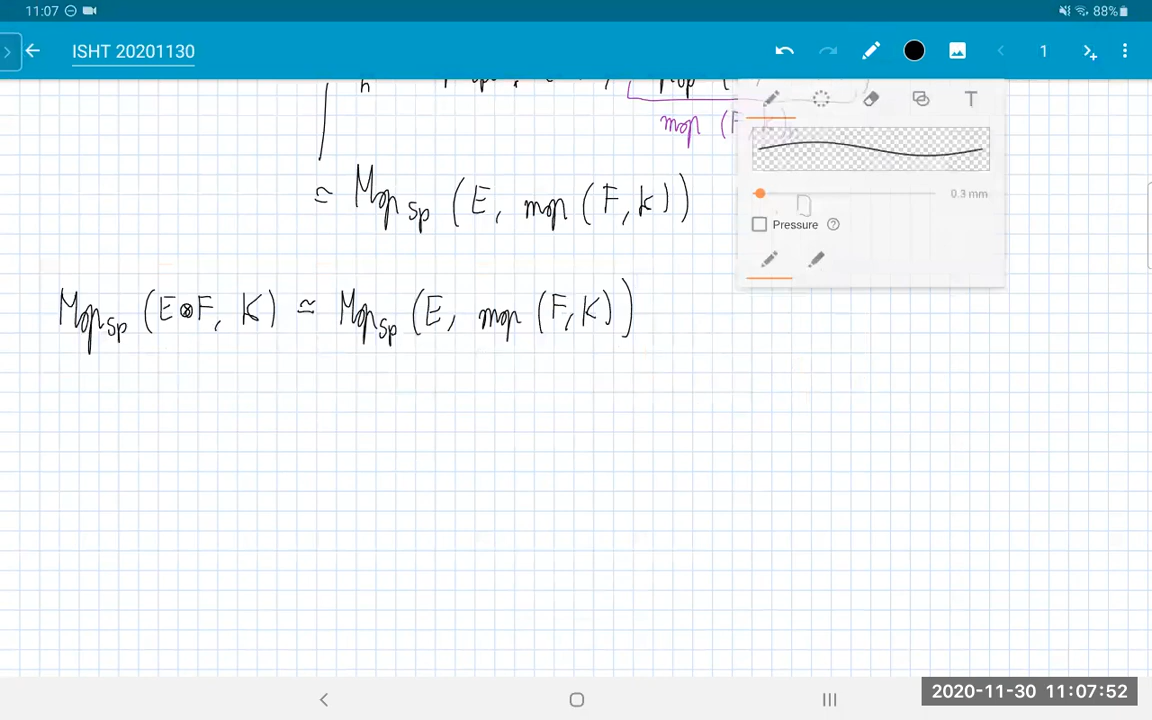 11:07
88%
ISHT 20201130
1
n
≃ Map_Sp (E, map (F, K))
map (F
0.3 mm
Pressure
Map_Sp (E⊗F, K) ≃ Map_Sp (E, map (F, K))
2020-11-30 11:07:52